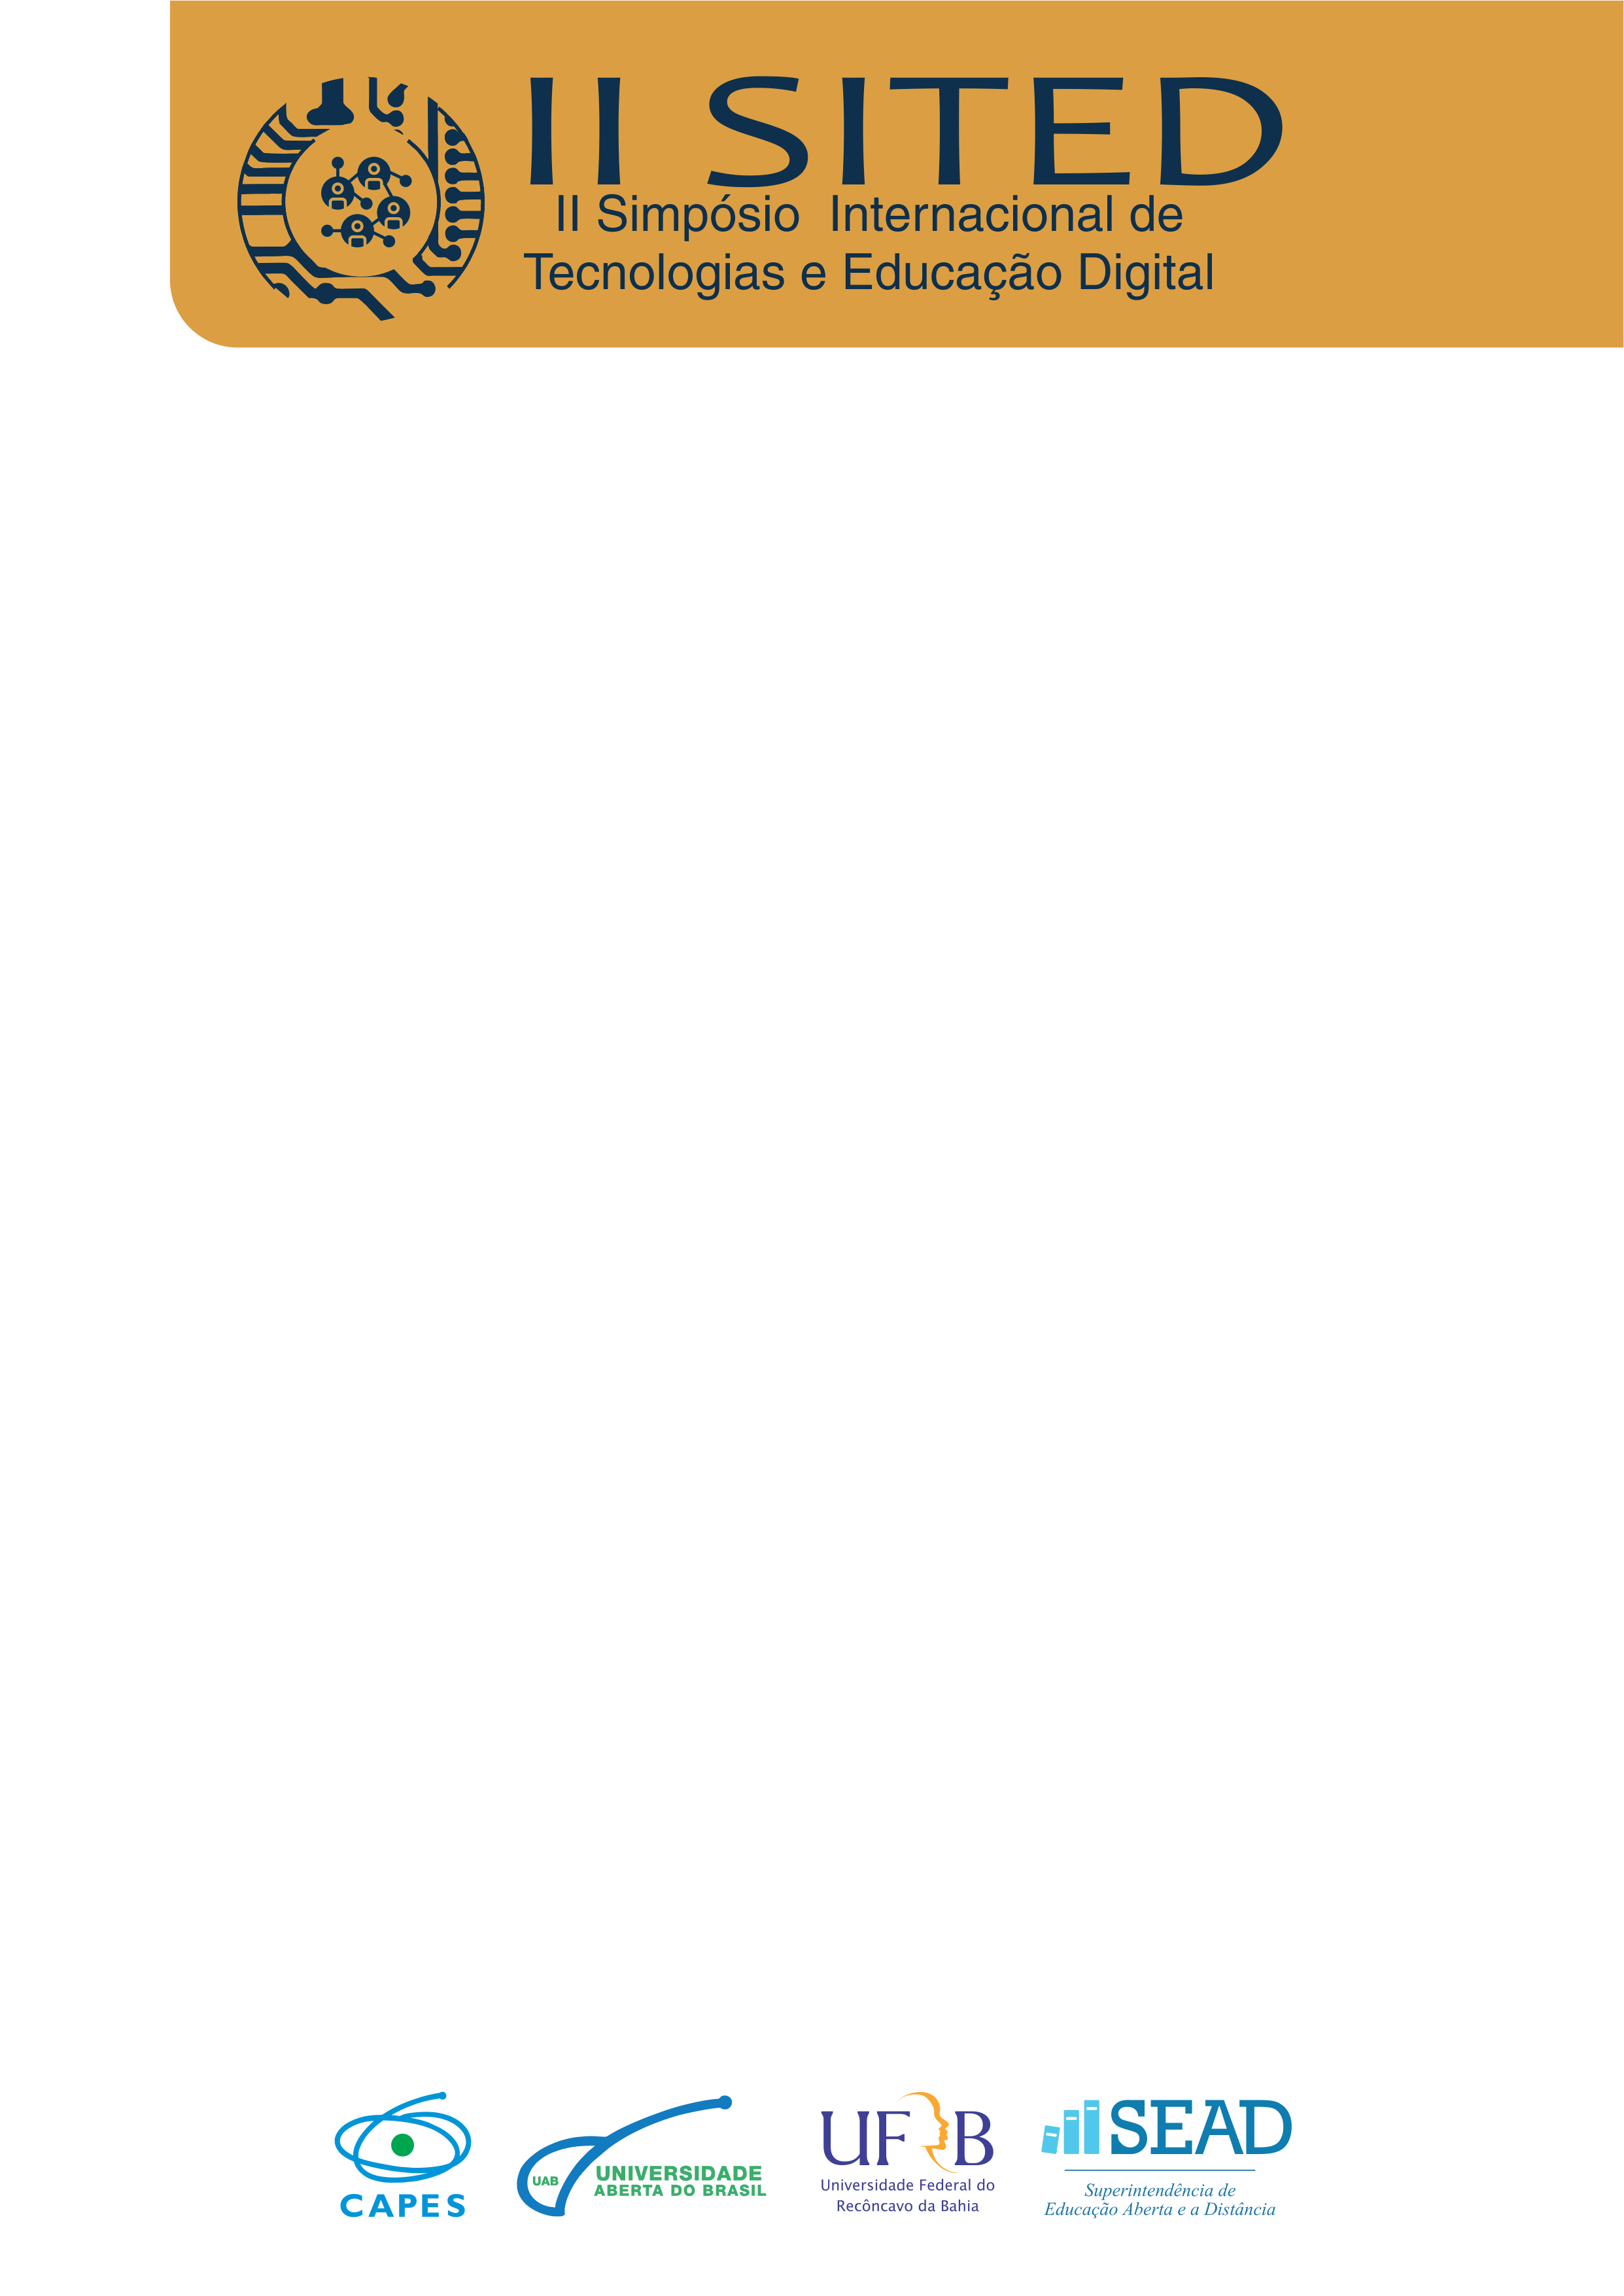 II SITED
II Simpósio Internacional de
Tecnologias e Educação Digital
CAPES
UAB
UNIVERSIDADE
ABERTA DO BRASIL
UFRB
Universidade Federal do
Recôncavo da Bahia
SEAD
Superintendência de
Educação Aberta e a Distância